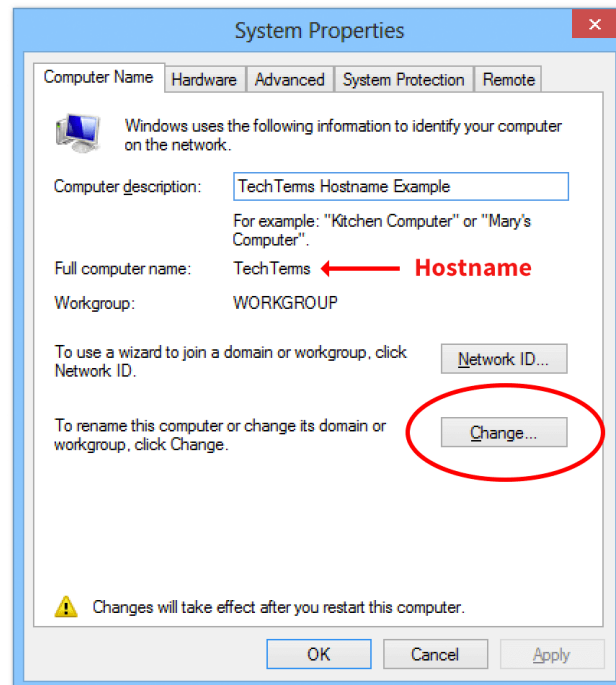 System Properties
Computer Name Hardware Advanced System Protection Remote
Windows uses the following information to identify your computer
on the network.
Computer description: TechTerms Hostname Example
For example: "Kitchen Computer" or "Mary's
Computer".
Full computer name: TechTerms Hostname
Workgroup: WORKGROUP
To use a wizard to join a domain or workgroup, click
Network ID.
Network ID...
To rename this computer or change its domain or
workgroup, click Change.
Change...
Changes will take effect after you restart this computer.
OK Cancel Apply